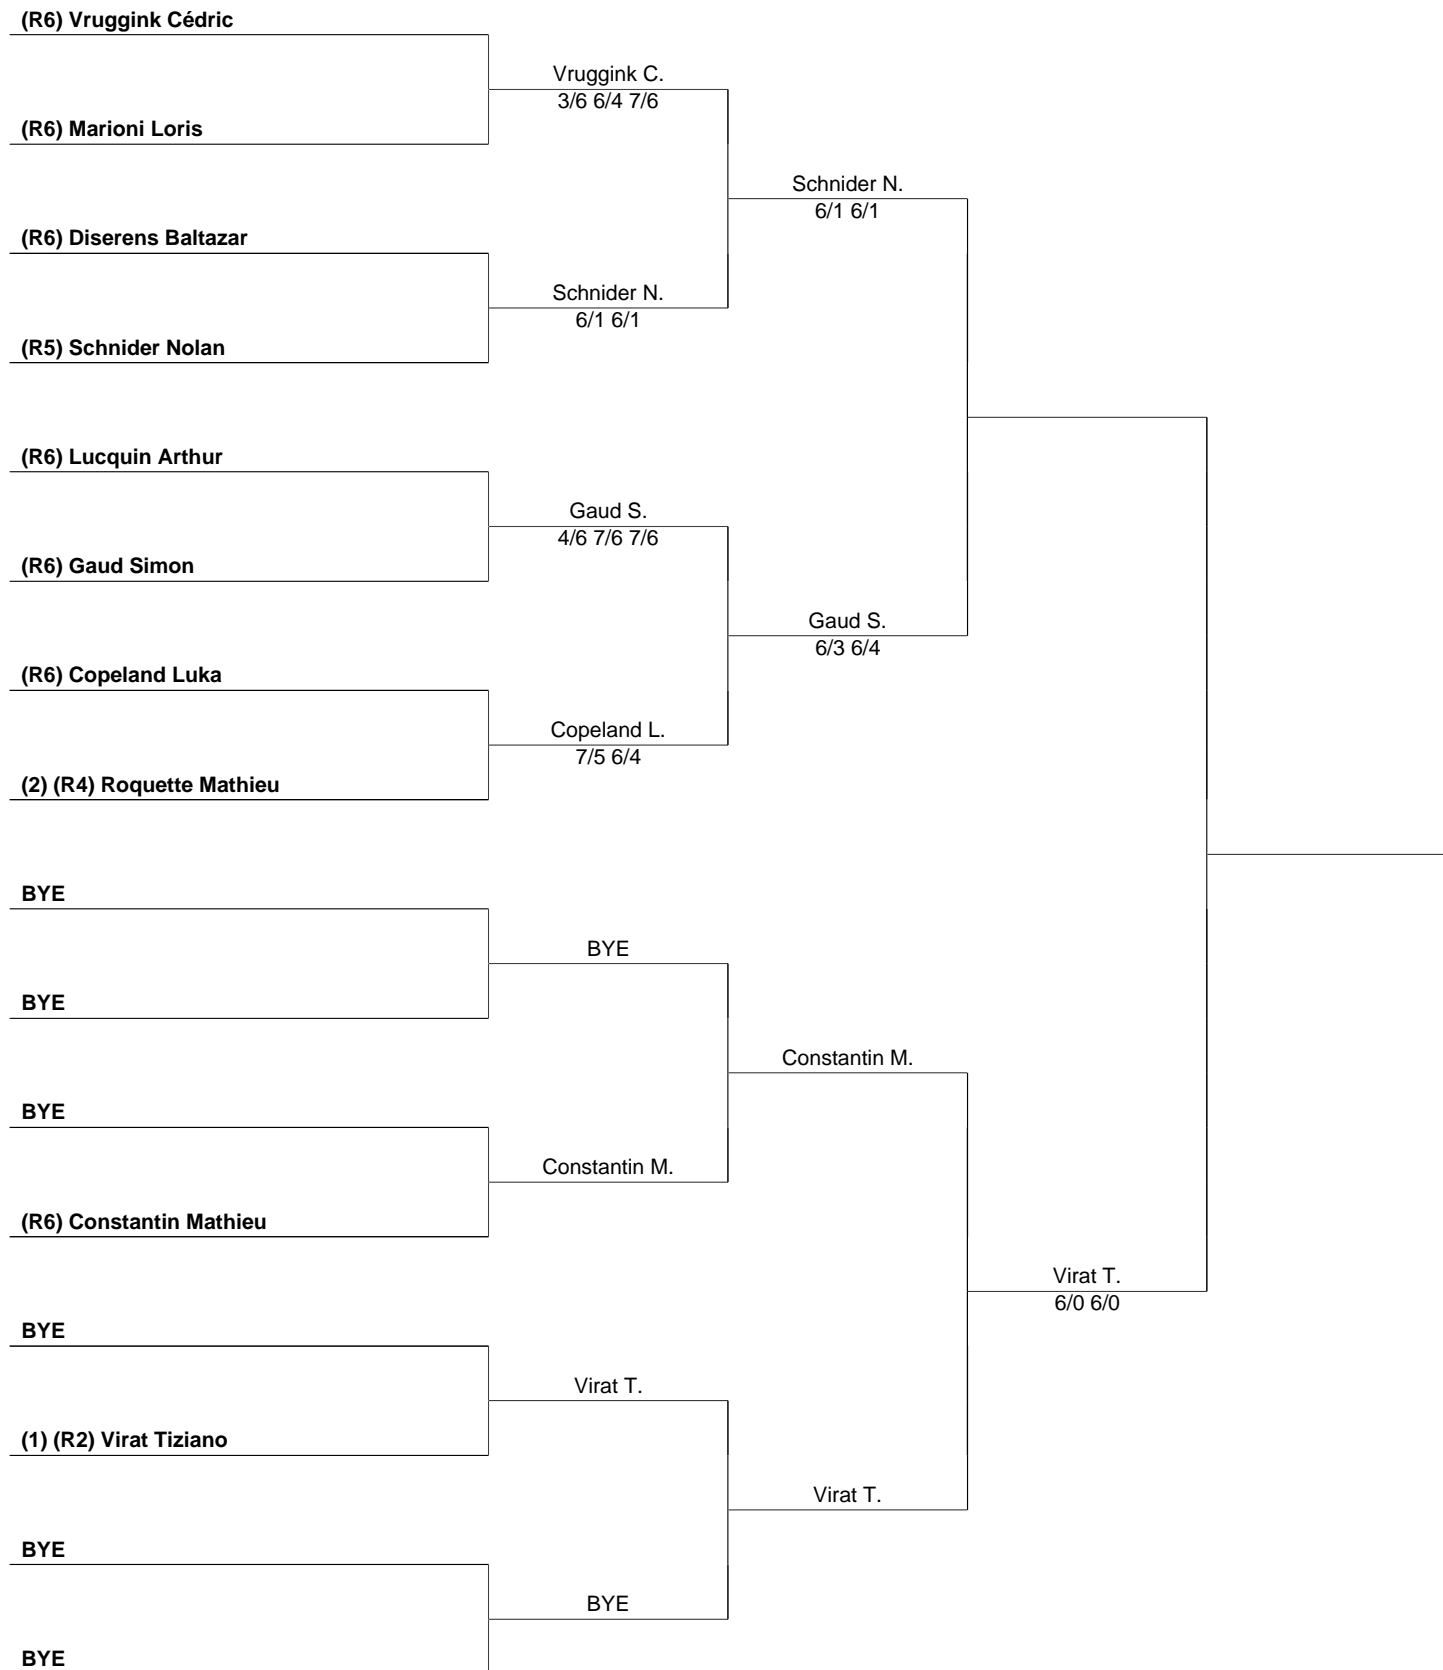 (R6) Vruggink Cédric
Vruggink C.
3/6 6/4 7/6
(R6) Marioni Loris
Schnider N.
6/1 6/1
(R6) Diserens Baltazar
Schnider N.
6/1 6/1
(R5) Schnider Nolan
(R6) Lucquin Arthur
Gaud S.
4/6 7/6 7/6
(R6) Gaud Simon
Gaud S.
6/3 6/4
(R6) Copeland Luka
Copeland L.
7/5 6/4
(2) (R4) Roquette Mathieu
BYE
BYE
BYE
Constantin M.
BYE
Constantin M.
(R6) Constantin Mathieu
Virat T.
6/0 6/0
BYE
Virat T.
(1) (R2) Virat Tiziano
Virat T.
BYE
BYE
BYE